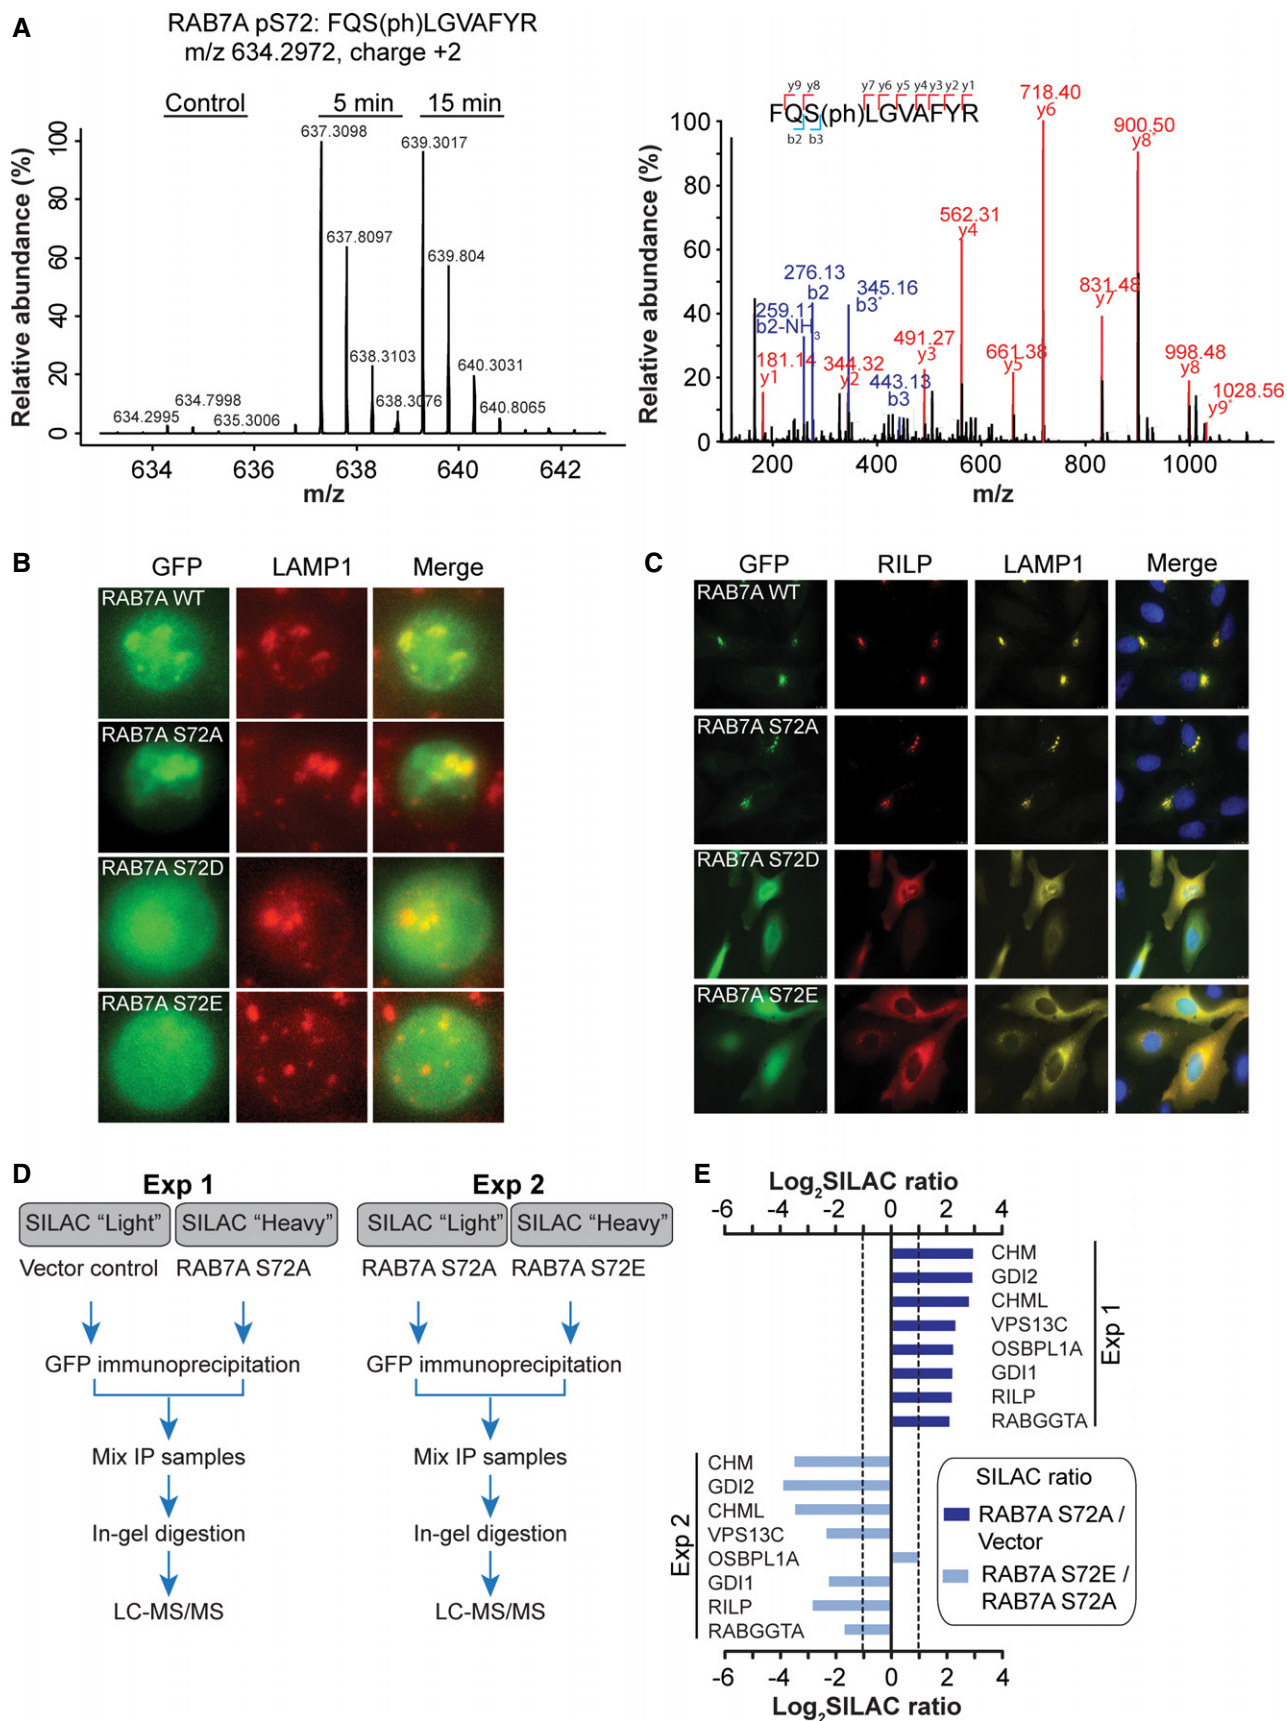 A
RAB7A pS72: FQS(ph)LGVAFYR
m/z 634.2972, charge +2
Control 5 min 15 min
Relative abundance (%)
100
80
60
40
20
0
637.3098
639.3017
637.8097
639.804
638.3103
640.3031
634.2995
634.7998
635.3006
638.3076
640.8065
634 636 638 640 642
m/z
y9 y8 y7 y6 y5 y4 y3 y2 y1
FQS(ph)LGVAFYR
b2 b3
Relative abundance (%)
100
80
60
40
20
0
718.40
y6
900.50
y8*
562.31
y4
276.13
b2
345.16
b3*
259.11
b2-NH3
831.48
y7
491.27
y3
181.14
y1
344.32
y2
661.38
y5
443.13
b3
998.48
y8
1028.56
y9*
200 400 600 800 1000
m/z
B
GFP LAMP1 Merge
RAB7A WT
RAB7A S72A
RAB7A S72D
RAB7A S72E
C
GFP RILP LAMP1 Merge
RAB7A WT
RAB7A S72A
RAB7A S72D
RAB7A S72E
D
Exp 1
SILAC “Light” SILAC “Heavy”
Vector control RAB7A S72A
GFP immunoprecipitation
Mix IP samples
In-gel digestion
LC-MS/MS
Exp 2
SILAC “Light” SILAC “Heavy”
RAB7A S72A RAB7A S72E
GFP immunoprecipitation
Mix IP samples
In-gel digestion
LC-MS/MS
E
Log2SILAC ratio
-6 -4 -2 0 2 4
CHM
GDI2
CHML
VPS13C
OSBPL1A
GDI1
RILP
RABGGTA
Exp 1
Exp 2
CHM
GDI2
CHML
VPS13C
OSBPL1A
GDI1
RILP
RABGGTA
SILAC ratio
RAB7A S72A /
Vector
RAB7A S72E /
RAB7A S72A
-6 -4 -2 0 2 4
Log2SILAC ratio